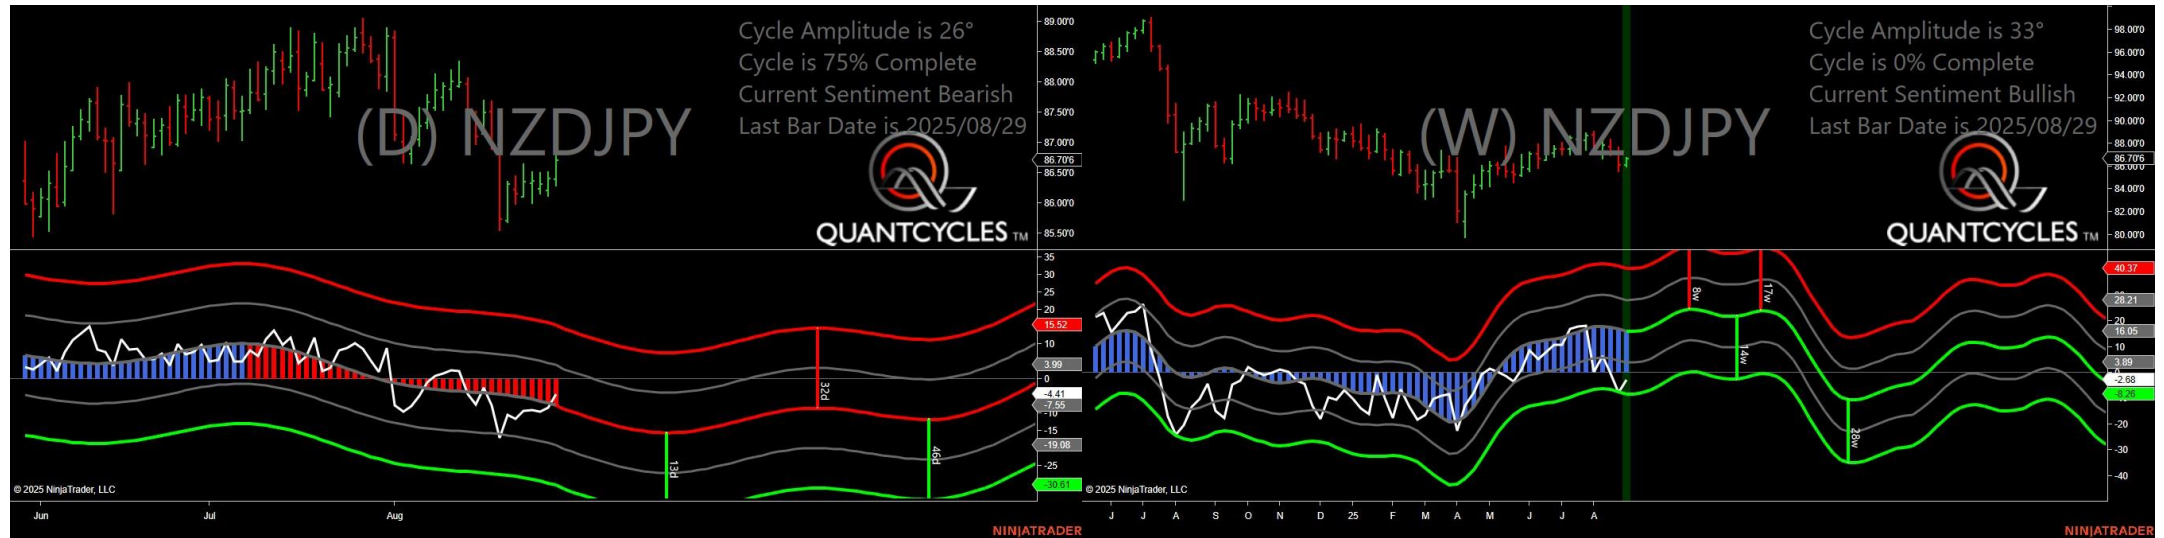 Cycle Amplitude is 26°
Cycle is 75% Complete
Current Sentiment Bearish
Last Bar Date is 2025/08/29
(D) NZDJPY
QUANTCYCLES TM
89.00'0
88.50'0
88.00'0
87.50'0
87.00'0
86.70'6
86.50'0
86.00'0
85.50'0
35
30
25
20
15.52
10
3.99
0
-4.41
-7.55
-10
-15
-19.08
-25
-30.61
13d
32d
46d
© 2025 NinjaTrader, LLC
Jun
Jul
Aug
NINJATRADER
Cycle Amplitude is 33°
Cycle is 0% Complete
Current Sentiment Bullish
Last Bar Date is 2025/08/29
(W) NZDJPY
QUANTCYCLES TM
98.00'0
96.00'0
94.00'0
92.00'0
90.00'0
88.00'0
86.70'6
86.00'0
84.00'0
82.00'0
80.00'0
40.37
28.21
20
16.05
10
3.89
-2.68
-8.26
-20
-30
-40
8w
17w
14w
28w
© 2025 NinjaTrader, LLC
J J A S O N D 25 F M A M J J A
NINJATRADER